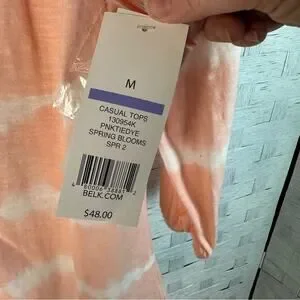 M
CASUAL TOPS
130954K
PNKTIEDYE
SPRING BLOOMS
SPR 2
BELK.COM
$48.00